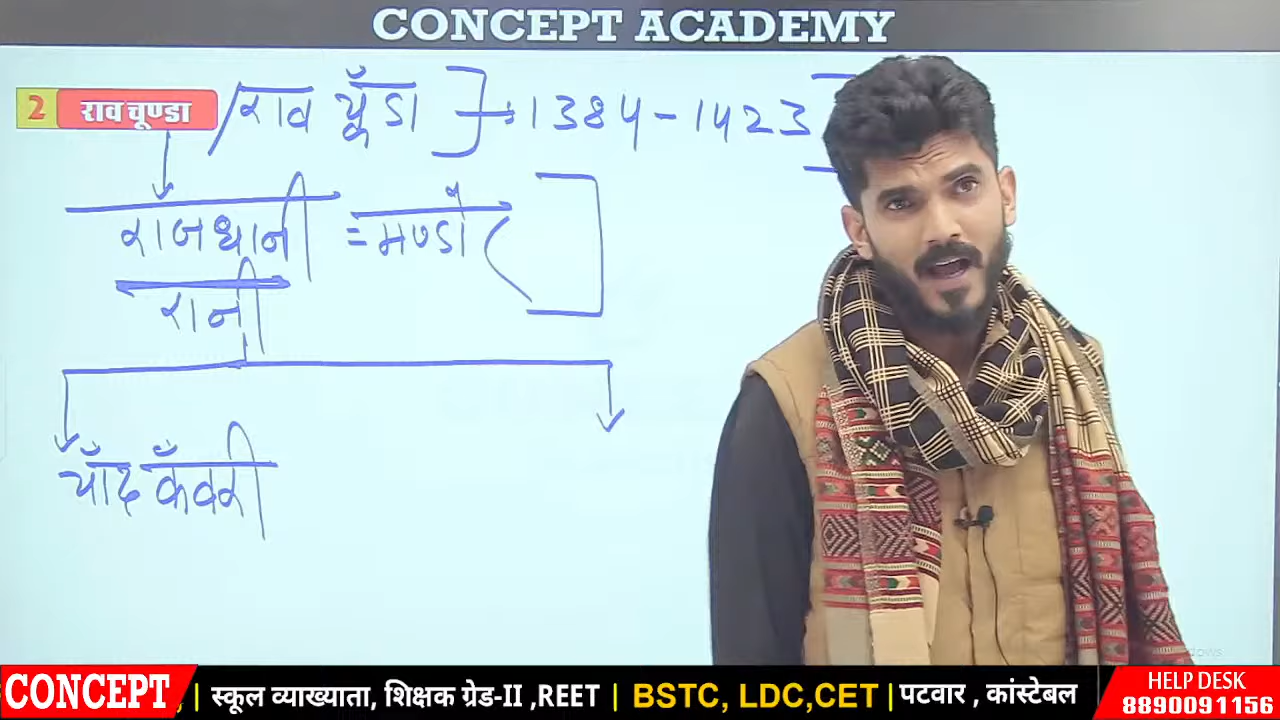 CONCEPT ACADEMY
2 राव चूण्डा / राव चूँडा 1384-1423
राजधानी = मण्डोर
रानी
चाँद कँवरी
CONCEPT | स्कूल व्याख्याता, शिक्षक ग्रेड-II ,REET | BSTC, LDC,CET | पटवार , कांस्टेबल
HELP DESK
8890091156